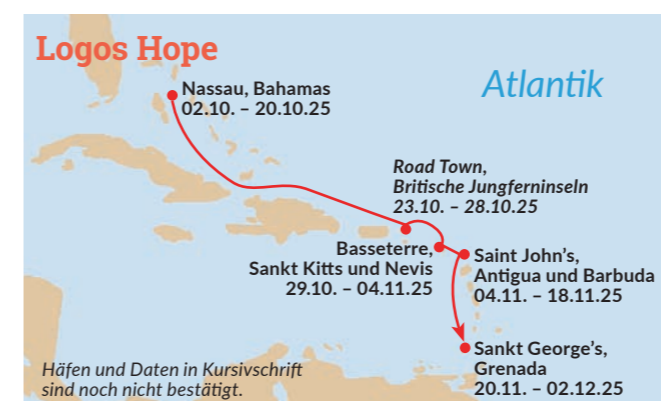 Logos Hope
Atlantik
Nassau, Bahamas
02.10. – 20.10.25
Road Town,
Britische Jungferninseln
23.10. – 28.10.25
Basseterre,
Sankt Kitts und Nevis
29.10. – 04.11.25
Saint John’s,
Antigua und Barbuda
04.11. – 18.11.25
Sankt George’s,
Grenada
20.11. – 02.12.25
Häfen und Daten in Kursivschrift
sind noch nicht bestätigt.